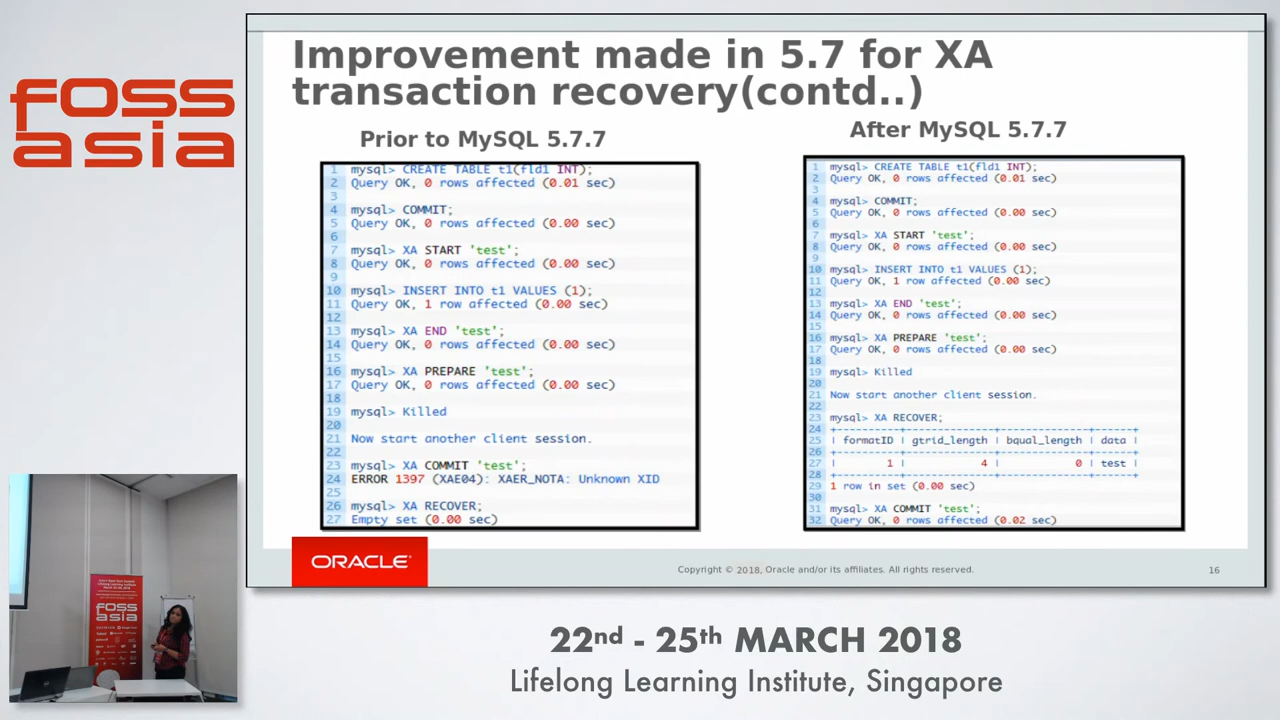 foss
asia
Improvement made in 5.7 for XA
transaction recovery(contd..)
Prior to MySQL 5.7.7
1 mysql> CREATE TABLE t1(fld1 INT);
2 Query OK, 0 rows affected (0.01 sec)
3
4 mysql> COMMIT;
5 Query OK, 0 rows affected (0.00 sec)
6
7 mysql> XA START 'test';
8 Query OK, 0 rows affected (0.00 sec)
9
10 mysql> INSERT INTO t1 VALUES (1);
11 Query OK, 1 row affected (0.00 sec)
12
13 mysql> XA END 'test';
14 Query OK, 0 rows affected (0.00 sec)
15
16 mysql> XA PREPARE 'test';
17 Query OK, 0 rows affected (0.00 sec)
18
19 mysql> Killed
20
21 Now start another client session.
22
23 mysql> XA COMMIT 'test';
24 ERROR 1397 (XAE04): XAER_NOTA: Unknown XID
25
26 mysql> XA RECOVER;
27 Empty set (0.00 sec)
After MySQL 5.7.7
1 mysql> CREATE TABLE t1(fld1 INT);
2 Query OK, 0 rows affected (0.01 sec)
3
4 mysql> COMMIT;
5 Query OK, 0 rows affected (0.00 sec)
6
7 mysql> XA START 'test';
8 Query OK, 0 rows affected (0.00 sec)
9
10 mysql> INSERT INTO t1 VALUES (1);
11 Query OK, 1 row affected (0.00 sec)
12
13 mysql> XA END 'test';
14 Query OK, 0 rows affected (0.00 sec)
15
16 mysql> XA PREPARE 'test';
17 Query OK, 0 rows affected (0.00 sec)
18
19 mysql> Killed
20
21 Now start another client session.
22
23 mysql> XA RECOVER;
24 +----------+--------------+--------------+------+
25 | formatID | gtrid_length | bqual_length | data |
26 +----------+--------------+--------------+------+
27 | 1 | 4 | 0 | test |
28 +----------+--------------+--------------+------+
29 1 row in set (0.00 sec)
30
31 mysql> XA COMMIT 'test';
32 Query OK, 0 rows affected (0.02 sec)
ORACLE®
Copyright © 2018, Oracle and/or its affiliates. All rights reserved.
16
foss
asia
22nd - 25th MARCH 2018
Lifelong Learning Institute, Singapore